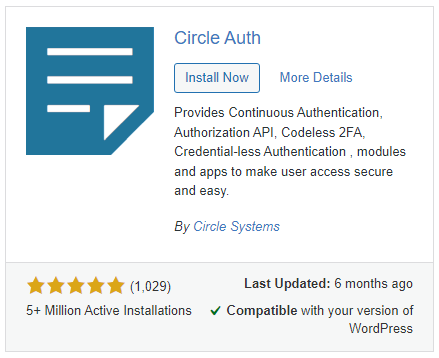 Circle Auth
Install Now
More Details
Provides Continuous Authentication,
Authorization API, Codeless 2FA,
Credential-less Authentication , modules
and apps to make user access secure
and easy.
By Circle Systems
(1,029)
5+ Million Active Installations
Last Updated: 6 months ago
Compatible with your version of
WordPress